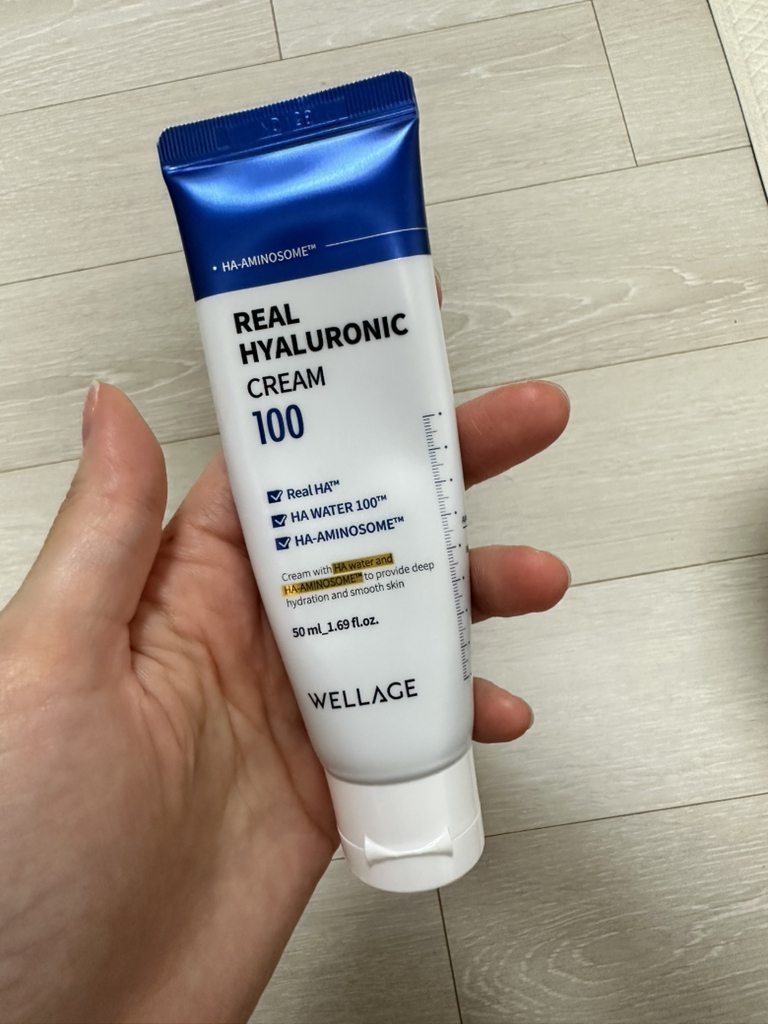 • HA-AMINOSOME™
REAL
HYALURONIC
CREAM
100
Real HA™
HA WATER 100™
HA-AMINOSOME™
Cream with HA water and
HA-AMINOSOME™ to provide deep
hydration and smooth skin
50 ml_1.69 fl.oz.
WELLAGE